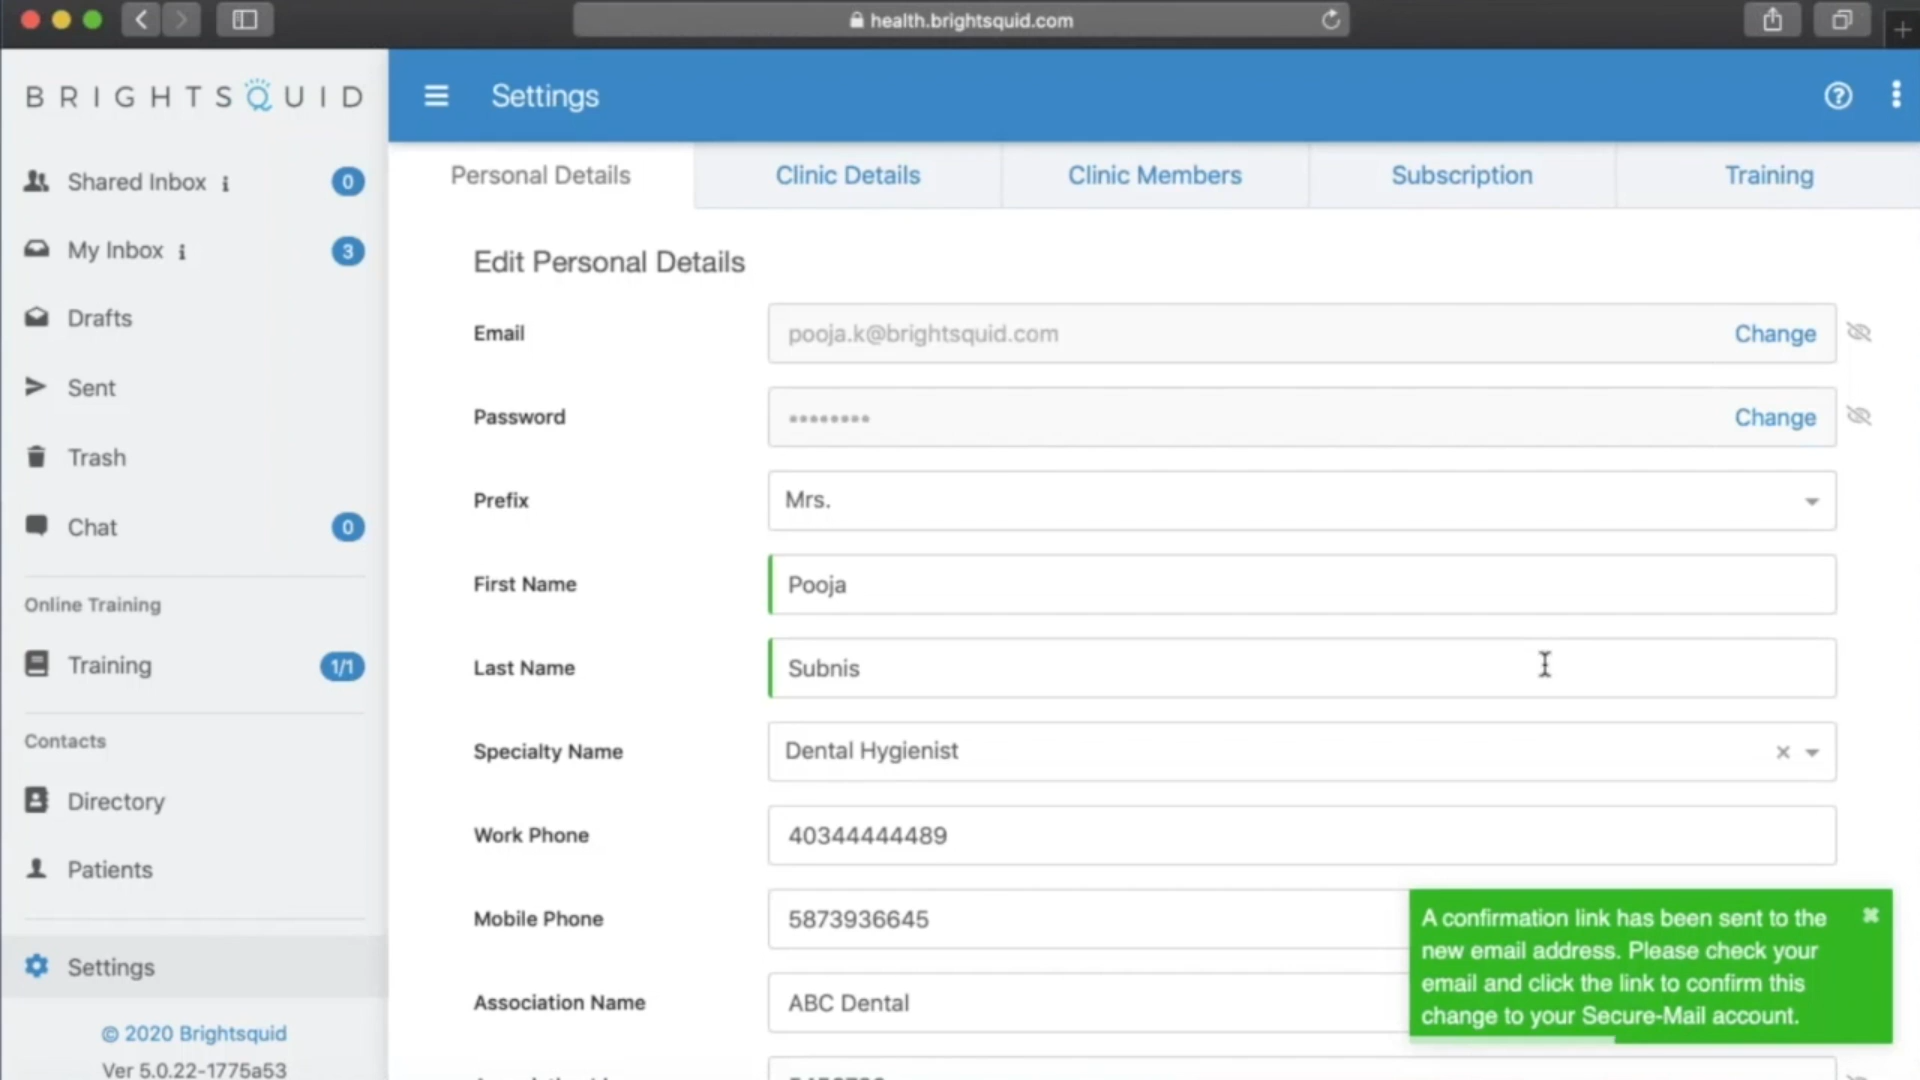 health.brightsquid.com
BRIGHTSQUID
Settings
Shared Inbox i 0
My Inbox i 3
Drafts
Sent
Trash
Chat 0
Online Training
Training 1/1
Contacts
Directory
Patients
Settings
© 2020 Brightsquid
Ver 5.0.22-1775a53
Personal Details
Clinic Details
Clinic Members
Subscription
Training
Edit Personal Details
Email pooja.k@brightsquid.com Change
Password •••••••• Change
Prefix Mrs.
First Name Pooja
Last Name Subnis
Specialty Name Dental Hygienist
Work Phone 40344444489
Mobile Phone 5873936645
Association Name ABC Dental
A confirmation link has been sent to the
new email address. Please check your
email and click the link to confirm this
change to your Secure-Mail account.